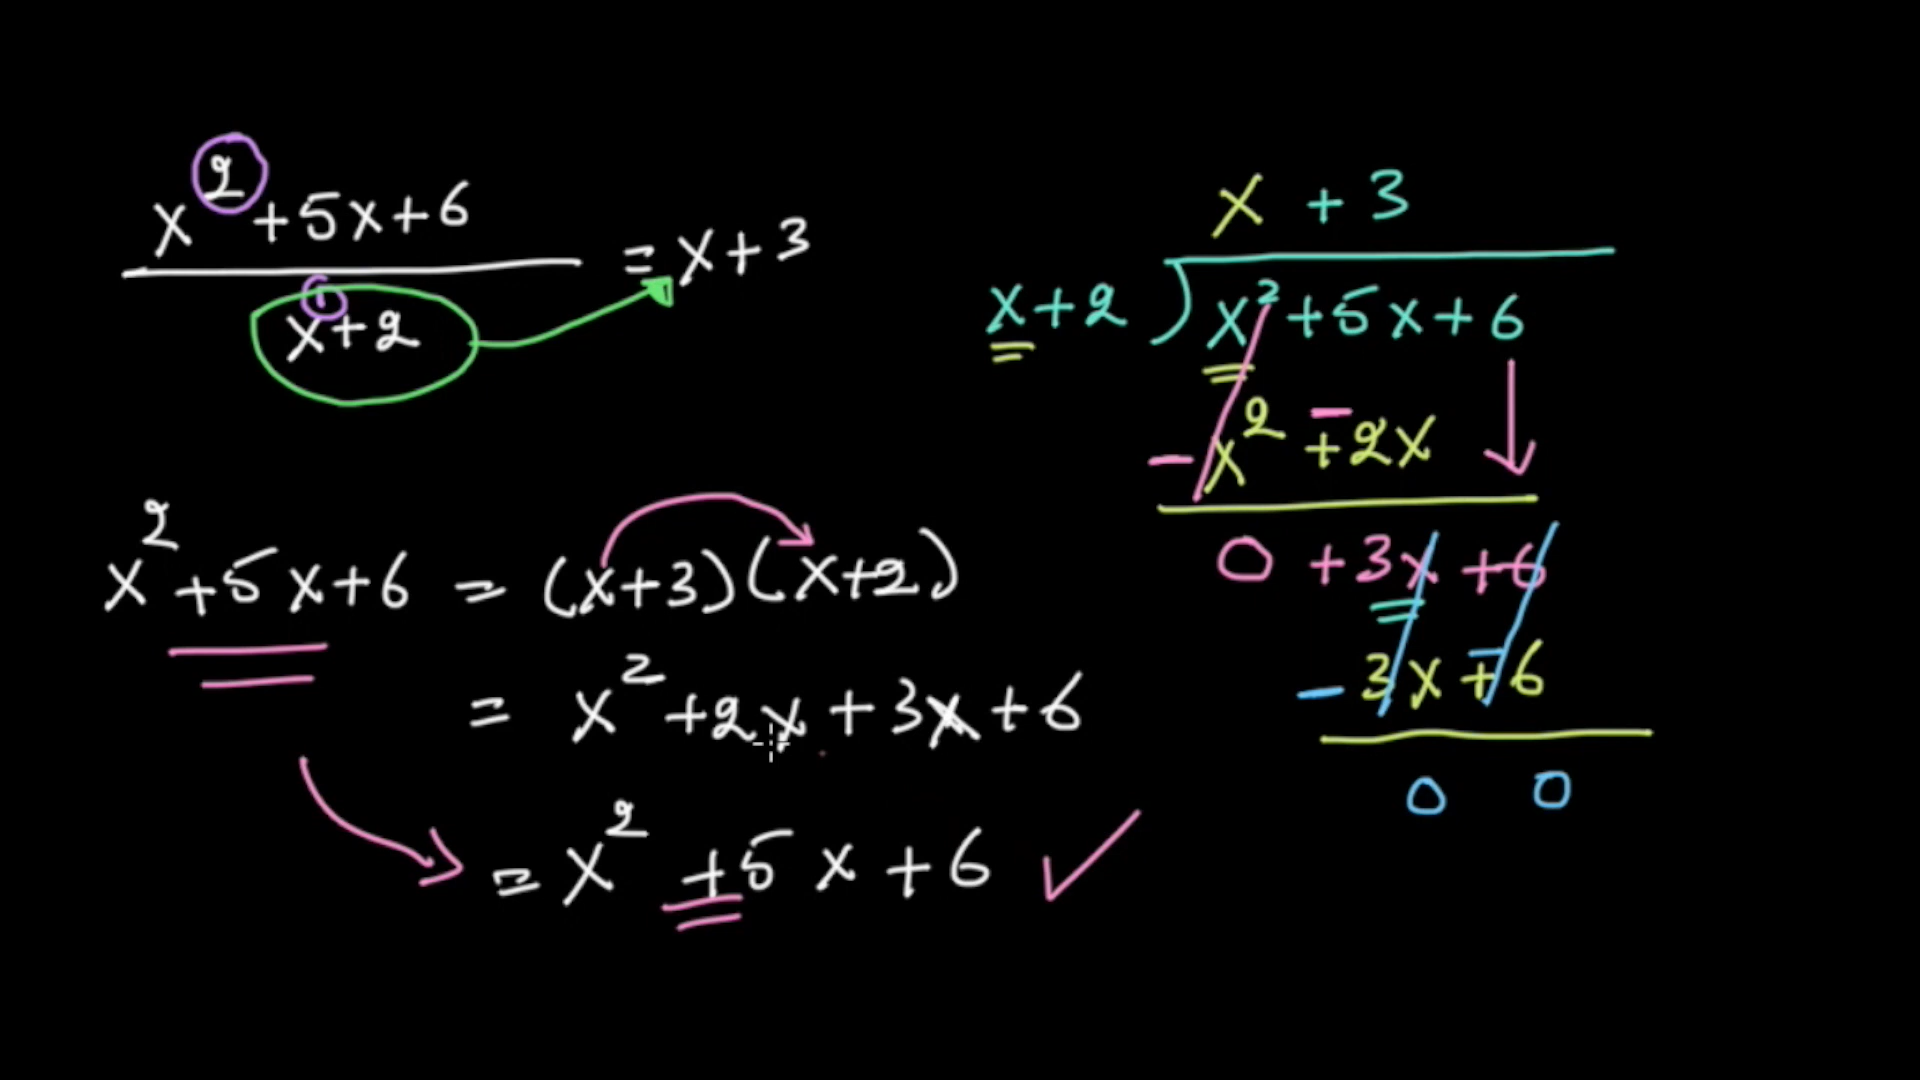 x² + 5x + 6
x¹ + 2
= x + 3
x² + 5x + 6 = (x + 3)(x + 2)
= x² + 2x + 3x + 6
= x² + 5x + 6 ✓
x + 3
x + 2 ) x² + 5x + 6
- x² + 2x
-
0 + 3x + 6
- 3x + 6
-
0 0